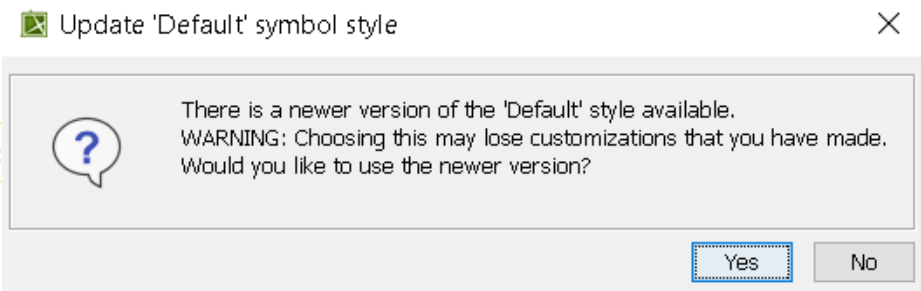 Update 'Default' symbol style
There is a newer version of the 'Default' style available.
WARNING: Choosing this may lose customizations that you have made.
Would you like to use the newer version?
Yes
No